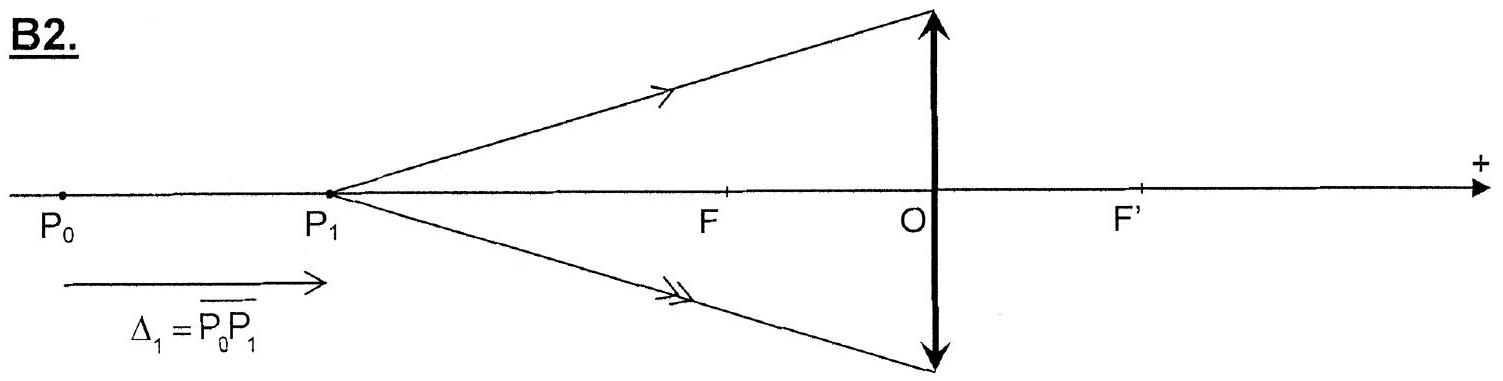 B2.
+
P₀ P₁ F O F'
Δ₁ = P₀P₁